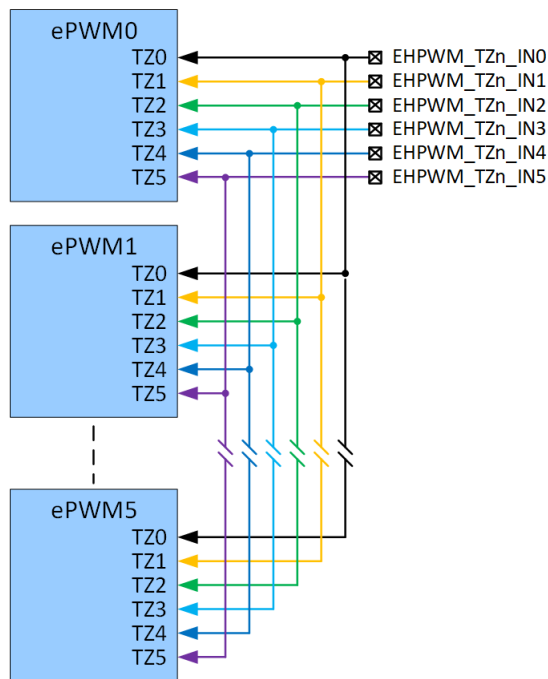 ePWM0
TZ0 EHPWM_TZn_IN0
TZ1 EHPWM_TZn_IN1
TZ2 EHPWM_TZn_IN2
TZ3 EHPWM_TZn_IN3
TZ4 EHPWM_TZn_IN4
TZ5 EHPWM_TZn_IN5
ePWM1
TZ0
TZ1
TZ2
TZ3
TZ4
TZ5
ePWM5
TZ0
TZ1
TZ2
TZ3
TZ4
TZ5